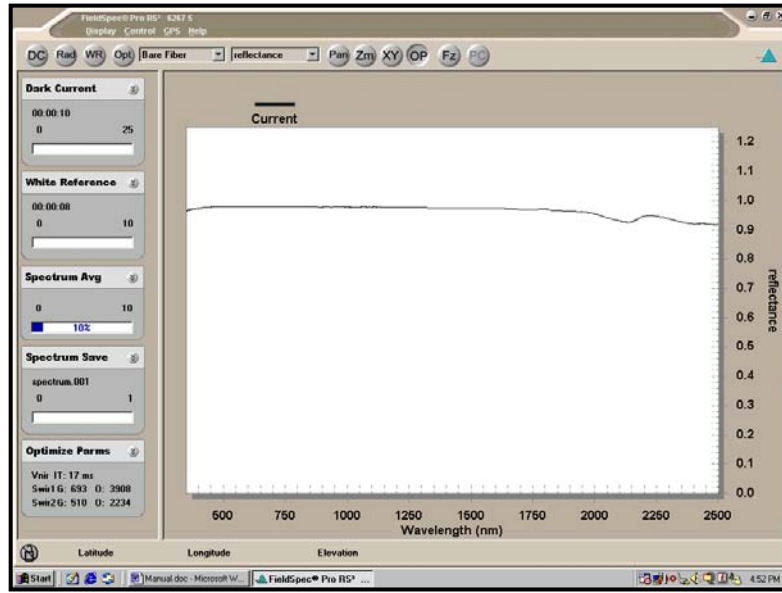 FieldSpec® Pro RS³ 6267 S
Display Control GPS Help
DC Rad WR Opt Bare Fiber reflectance Pan Zm XY OP Fz PC
Dark Current
00:00:10
0 25
White Reference
00:00:08
0 10
Spectrum Avg
0 10
10%
Spectrum Save
spectrum.001
0 1
Optimize Parms
Vnir IT: 17 ms
Swir1 G: 693 O: 3908
Swir2 G: 510 O: 2234
Current
1.2
1.1
1.0
0.9
0.8
0.7
0.6
0.5
0.4
0.3
0.2
0.1
0.0
reflectance
500 750 1000 1250 1500 1750 2000 2250 2500
Wavelength (nm)
Latitude Longitude Elevation
Start Manual.doc - Microsoft W... FieldSpec® Pro RS³ ... 4:52 PM